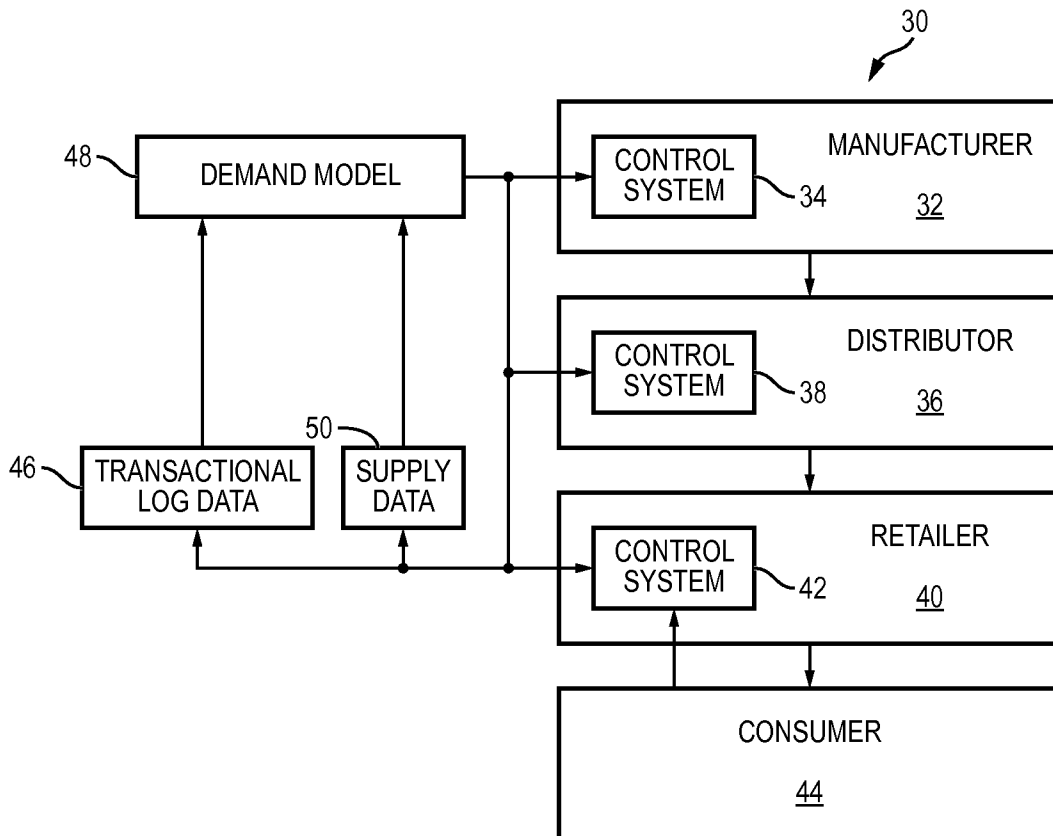 30
MANUFACTURER
32
CONTROL
SYSTEM
34
48
DEMAND MODEL
DISTRIBUTOR
36
CONTROL
SYSTEM
38
46
TRANSACTIONAL
LOG DATA
50
SUPPLY
DATA
RETAILER
40
CONTROL
SYSTEM
42
CONSUMER
44